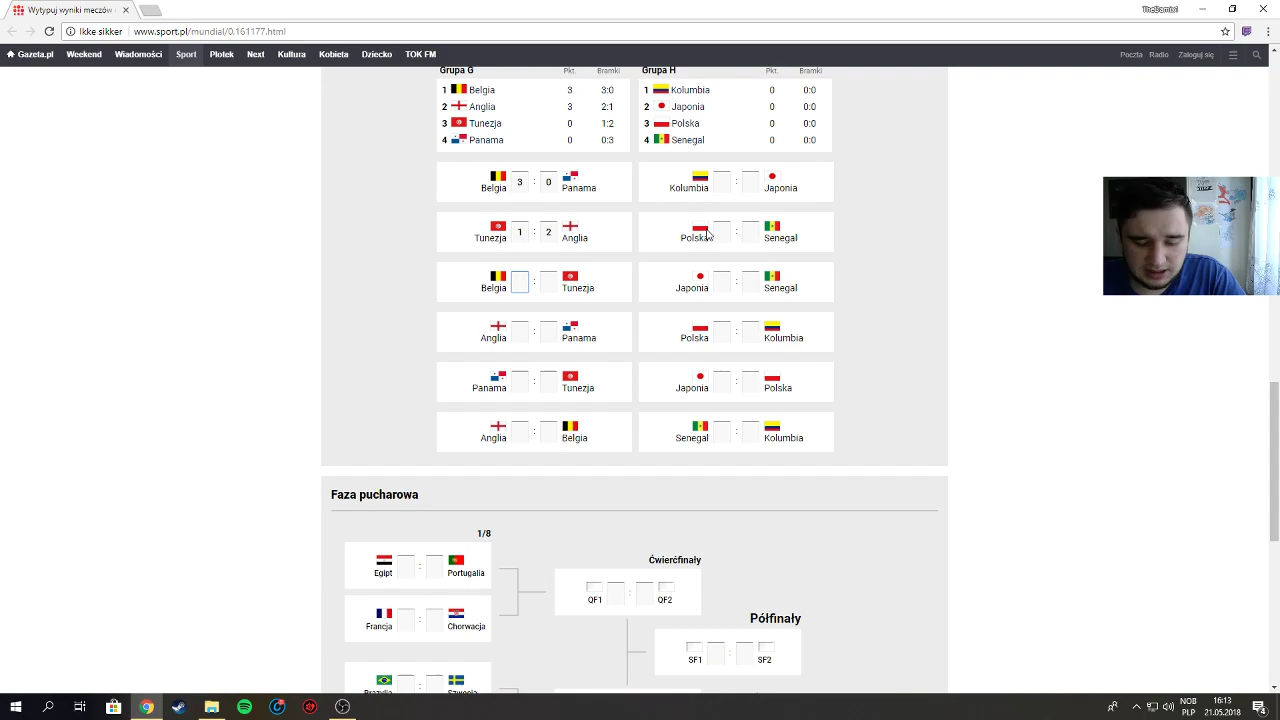 Wytypuj wyniki meczów
TheDamixl
Ikke sikker www.sport.pl/mundial/0,161177.html
Gazeta.pl Weekend Wiadomości Sport Plotek Next Kultura Kobieta Dziecko TOK FM Poczta Radio Zaloguj się
Grupa G Pkt. Bramki
1 Belgia 3 3:0
2 Anglia 3 2:1
3 Tunezja 0 1:2
4 Panama 0 0:3
Grupa H Pkt. Bramki
1 Kolumbia 0 0:0
2 Japonia 0 0:0
3 Polska 0 0:0
4 Senegal 0 0:0
Belgia 3 : 0 Panama
Kolumbia : Japonia
Tunezja 1 : 2 Anglia
Polska : Senegal
Belgia : Tunezja
Japonia : Senegal
Anglia : Panama
Polska : Kolumbia
Panama : Tunezja
Japonia : Polska
Anglia : Belgia
Senegal : Kolumbia
Faza pucharowa
1/8
Egipt : Portugalia
Ćwierćfinały
QF1 : QF2
Francja : Chorwacja
Półfinały
SF1 : SF2
Brazylia Szwecja
NOB 16:13
PLP 21.05.2018